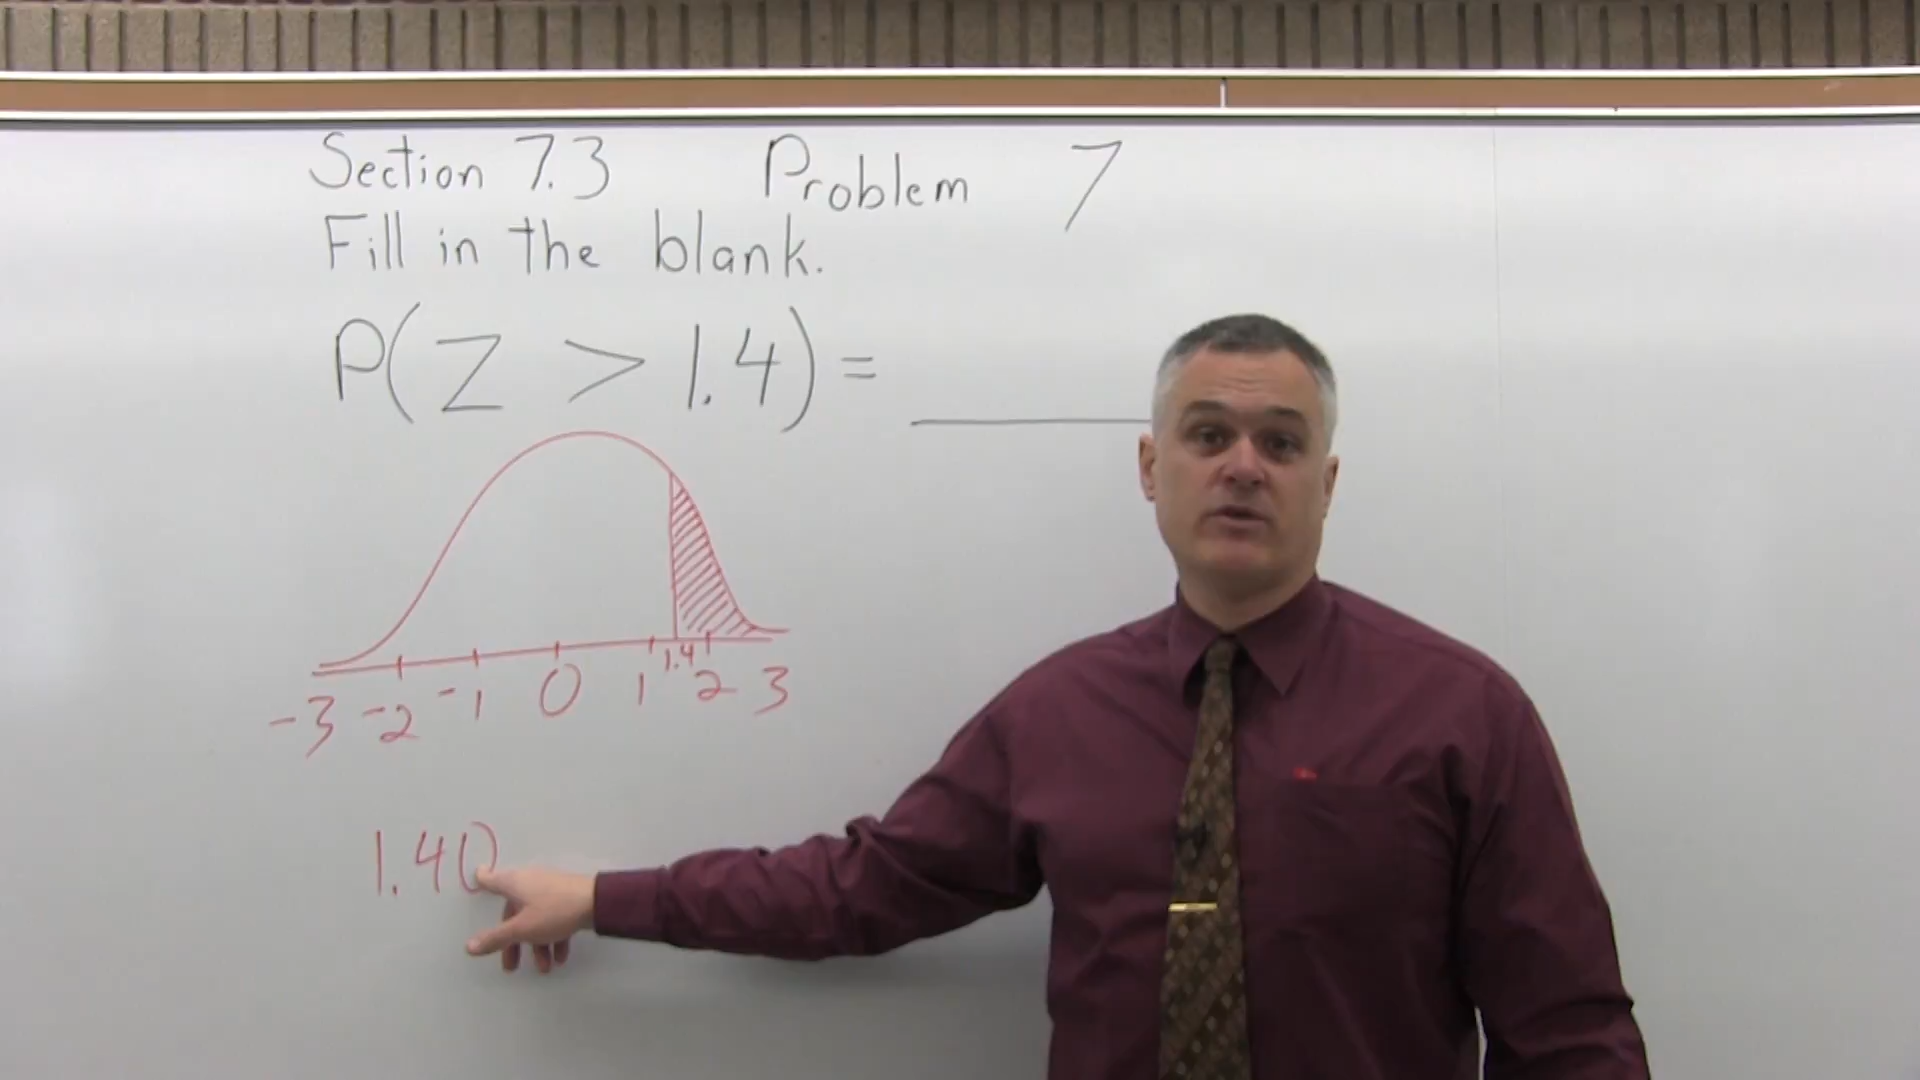 Section 7.3 Problem 7
Fill in the blank.
P(Z > 1.4) = ________
-3 -2 -1 0 1 1.4 2 3
1.40